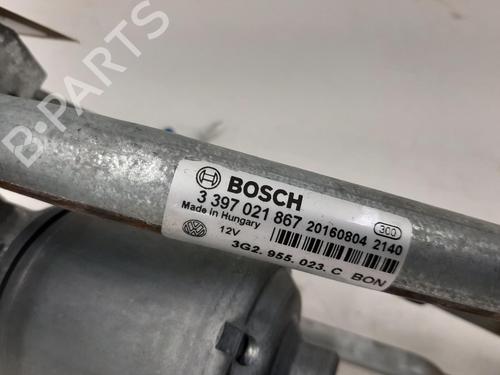 B-PARTS
BOSCH
3 397 021 867 20160804
300
Made in Hungary
2140
12V
3G2.955.023.C BON